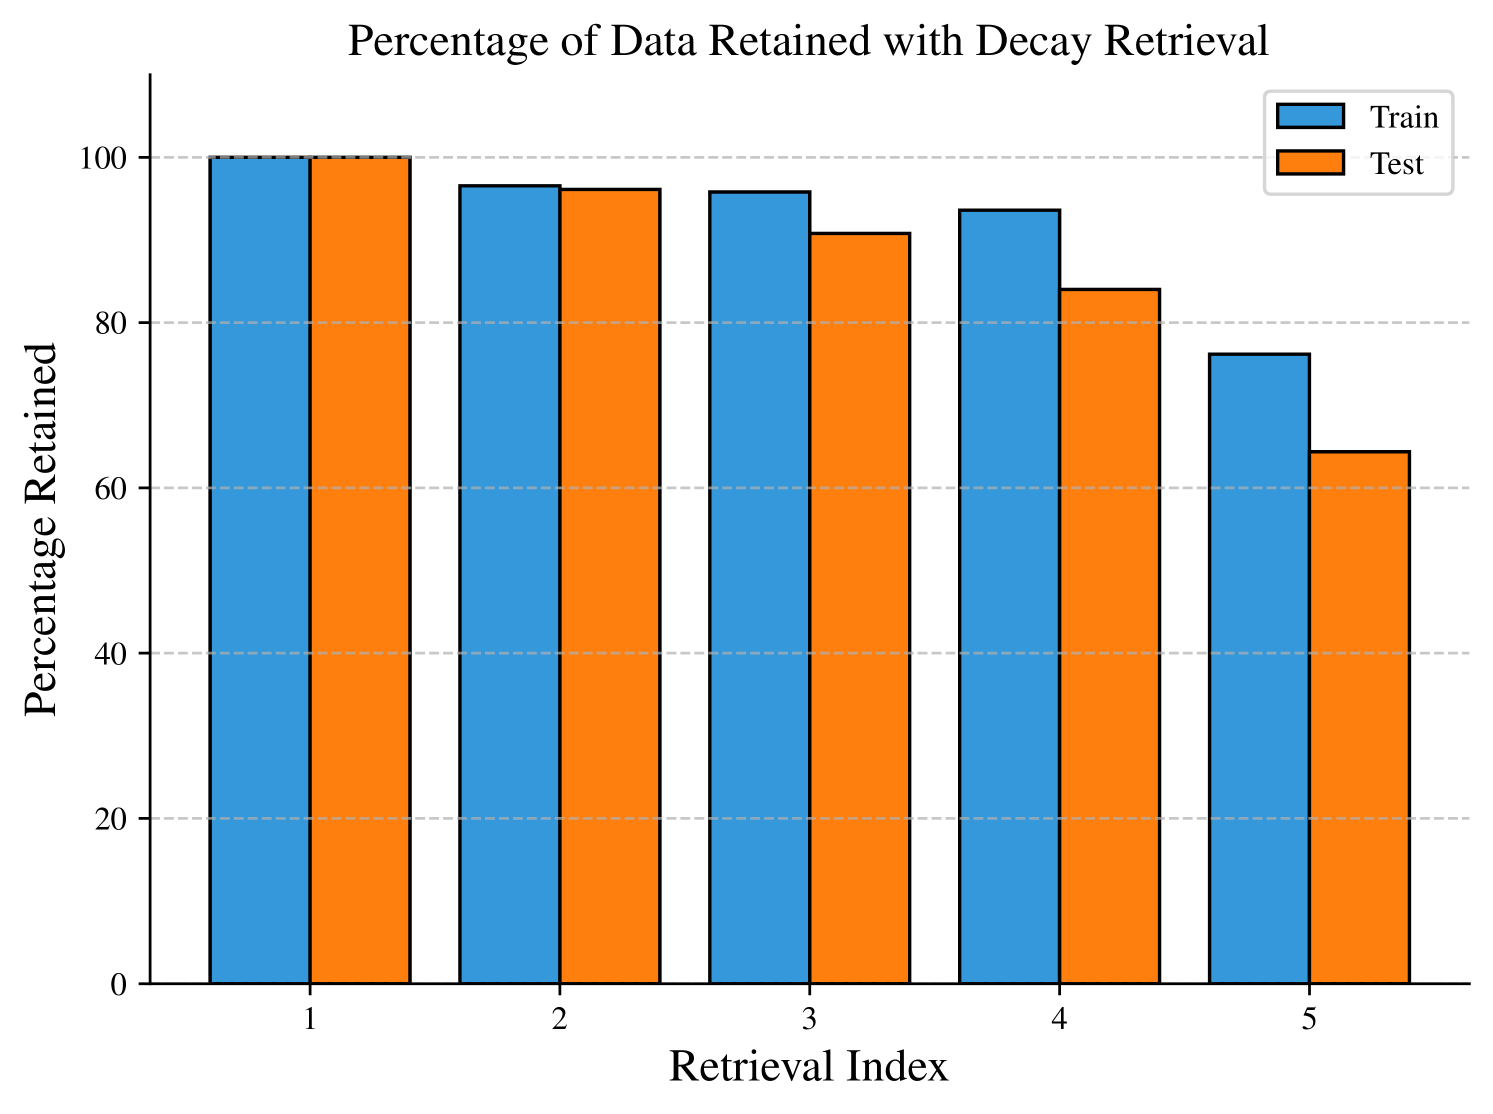 Percentage of Data Retained with Decay Retrieval
Train
Test
Percentage Retained
100
80
60
40
20
0
1 2 3 4 5
Retrieval Index